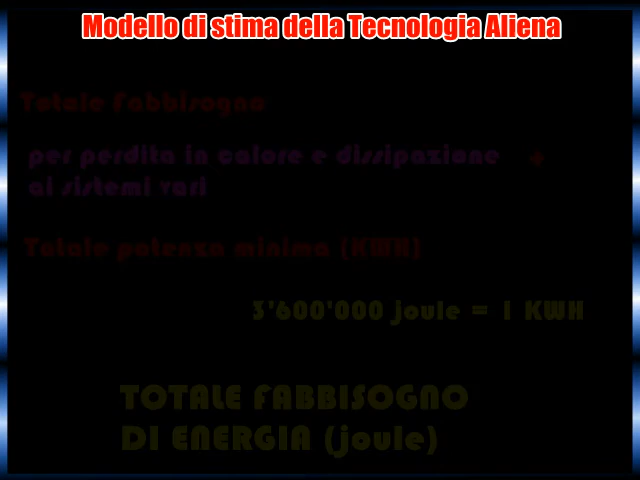 Modello di stima della Tecnologia Aliena
Totale Fabbisogno
per perdita in calore e dissipazione +
ai sistemi vari
Totale potenza minima (KWH)
3'600'000 joule = 1 KWH
TOTALE FABBISOGNO
DI ENERGIA (joule)